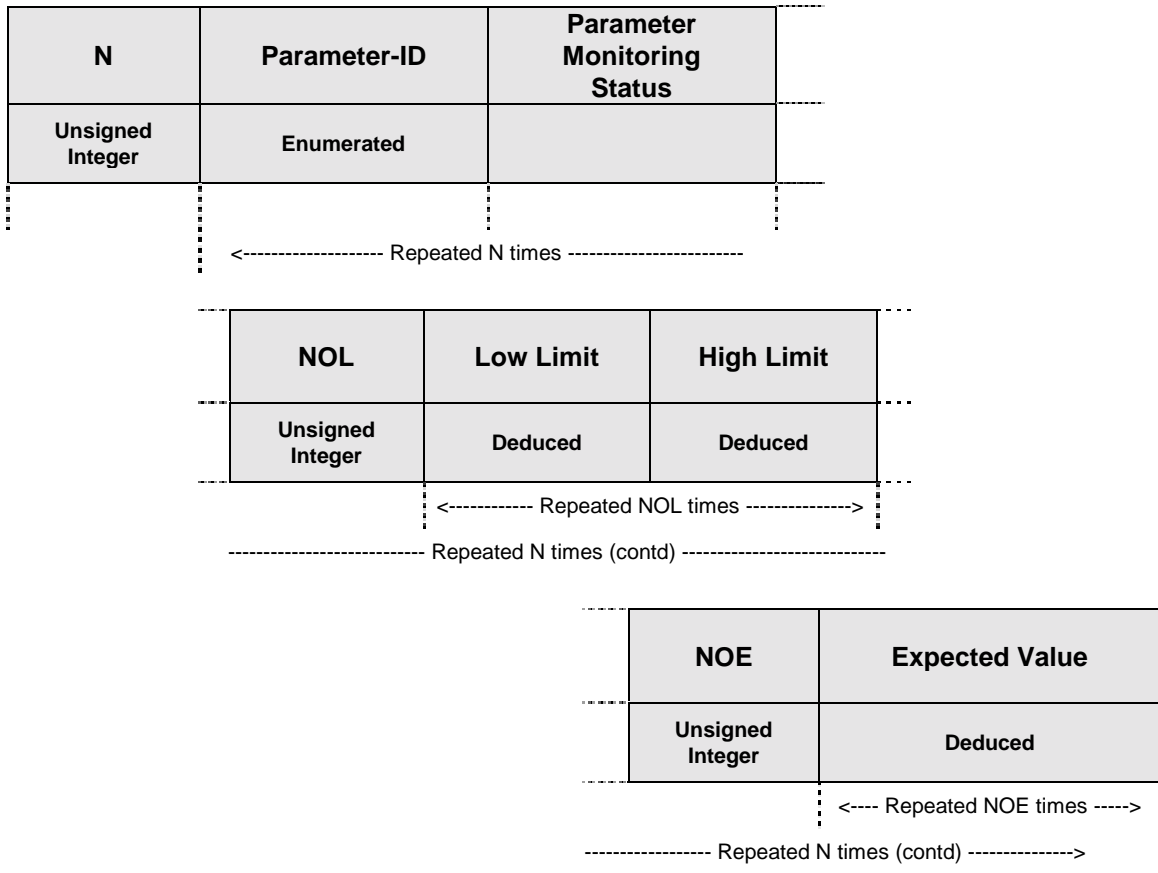 N
Parameter-ID
Parameter
Monitoring
Status
Unsigned
Integer
Enumerated
<-------------------- Repeated N times -------------------------
NOL
Low Limit
High Limit
Unsigned
Integer
Deduced
Deduced
<------------ Repeated NOL times --------------->
---------------------------- Repeated N times (contd) -----------------------------
NOE
Expected Value
Unsigned
Integer
Deduced
<---- Repeated NOE times ----->
------------------ Repeated N times (contd) --------------->